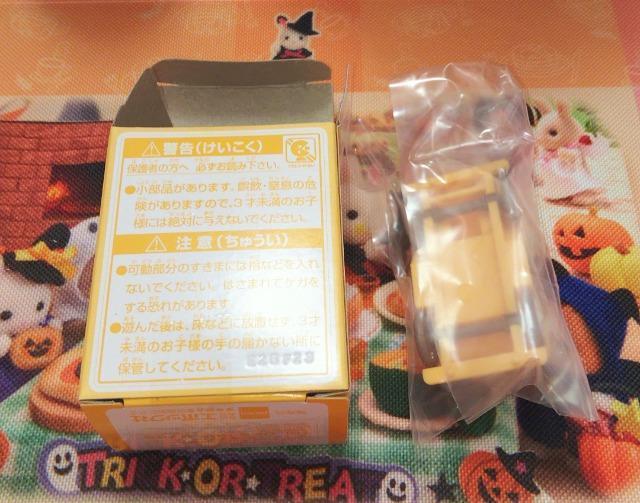 ⚠警告(けいこく)
保護者の方へ 必ずお読み下さい。
●小部品があります。誤飲・窒息の危
険がありますので、3才未満のお子
様には絶対に与えないでください。
⚠注意(ちゅうい)
●可動部分のすきまには指などを入れ
ないでください。はさまれてケガを
する恐れがあります。
●遊んだ後は、床などに放置せず、3才
未満のお子様の手の届かない所に
保管してください。
TRI K·OR· REA